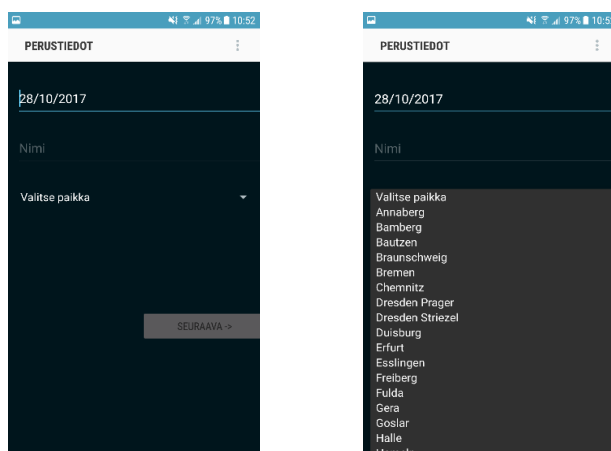 97% 10:52
PERUSTIEDOT
28/10/2017
Nimi
Valitse paikka
SEURAAVA ->
97%
PERUSTIEDOT
28/10/2017
Nimi
Valitse paikka
Annaberg
Bamberg
Bautzen
Braunschweig
Bremen
Chemnitz
Dresden Prager
Dresden Striezel
Duisburg
Erfurt
Esslingen
Freiberg
Fulda
Gera
Goslar
Halle